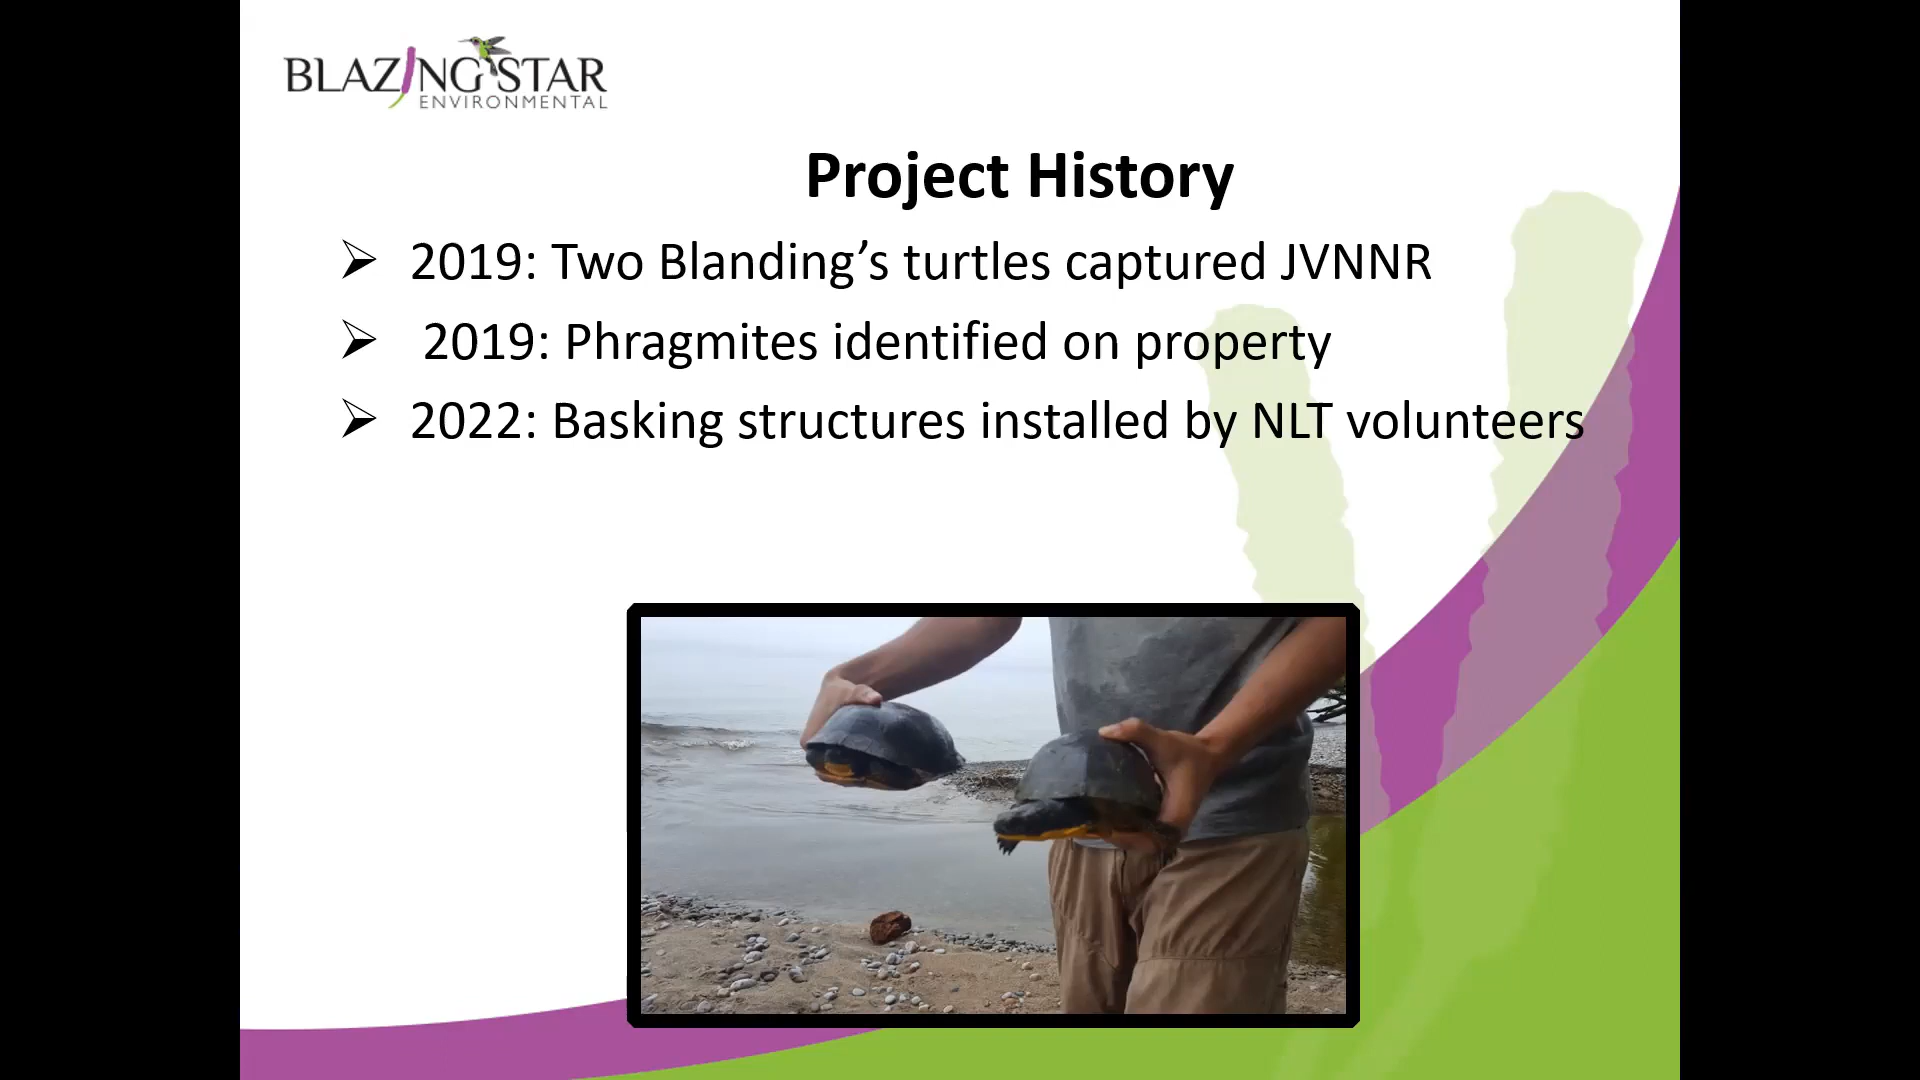 BLAZING STAR
ENVIRONMENTAL
Project History
2019: Two Blanding’s turtles captured JVNNR
2019: Phragmites identified on property
2022: Basking structures installed by NLT volunteers